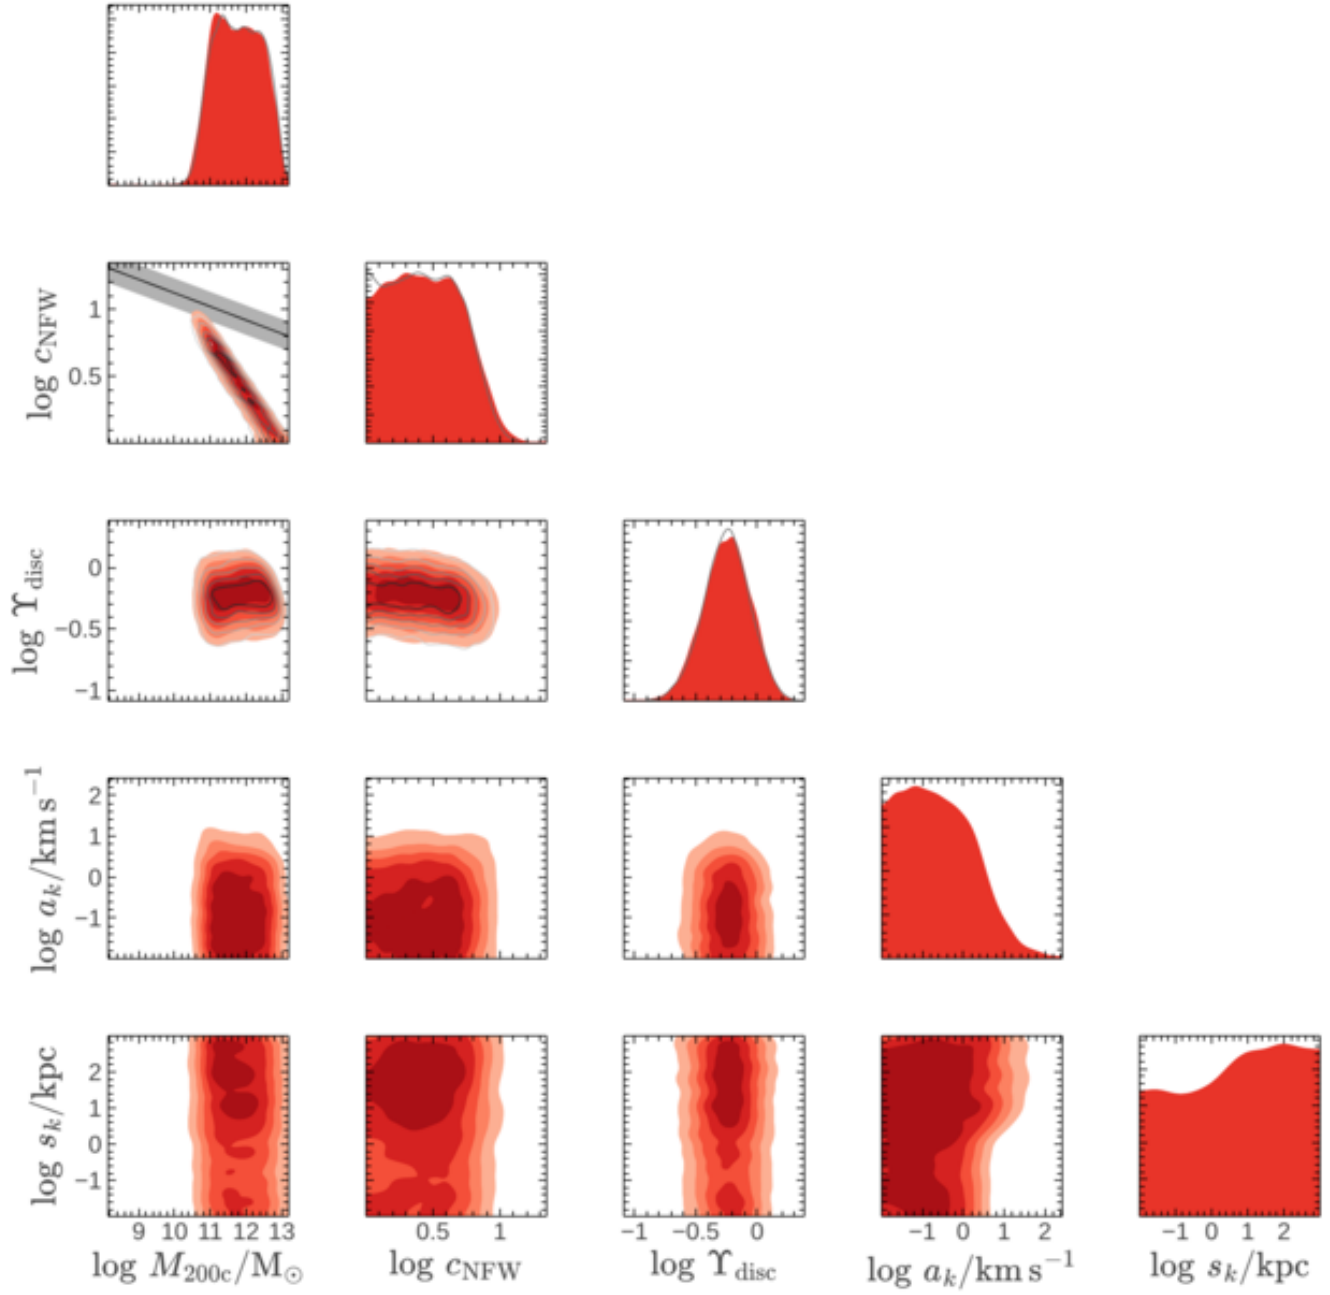 log c_NFW
1
0.5
log ϒ_disc
0
−0.5
−1
log a_k/km s⁻¹
2
1
0
−1
log s_k/kpc
2
1
0
−1
9 10 11 12 13
0.5 1
−1 −0.5 0
−1 0 1 2
−1 0 1 2
log M_200c/M_⊙
log c_NFW
log ϒ_disc
log a_k/km s⁻¹
log s_k/kpc